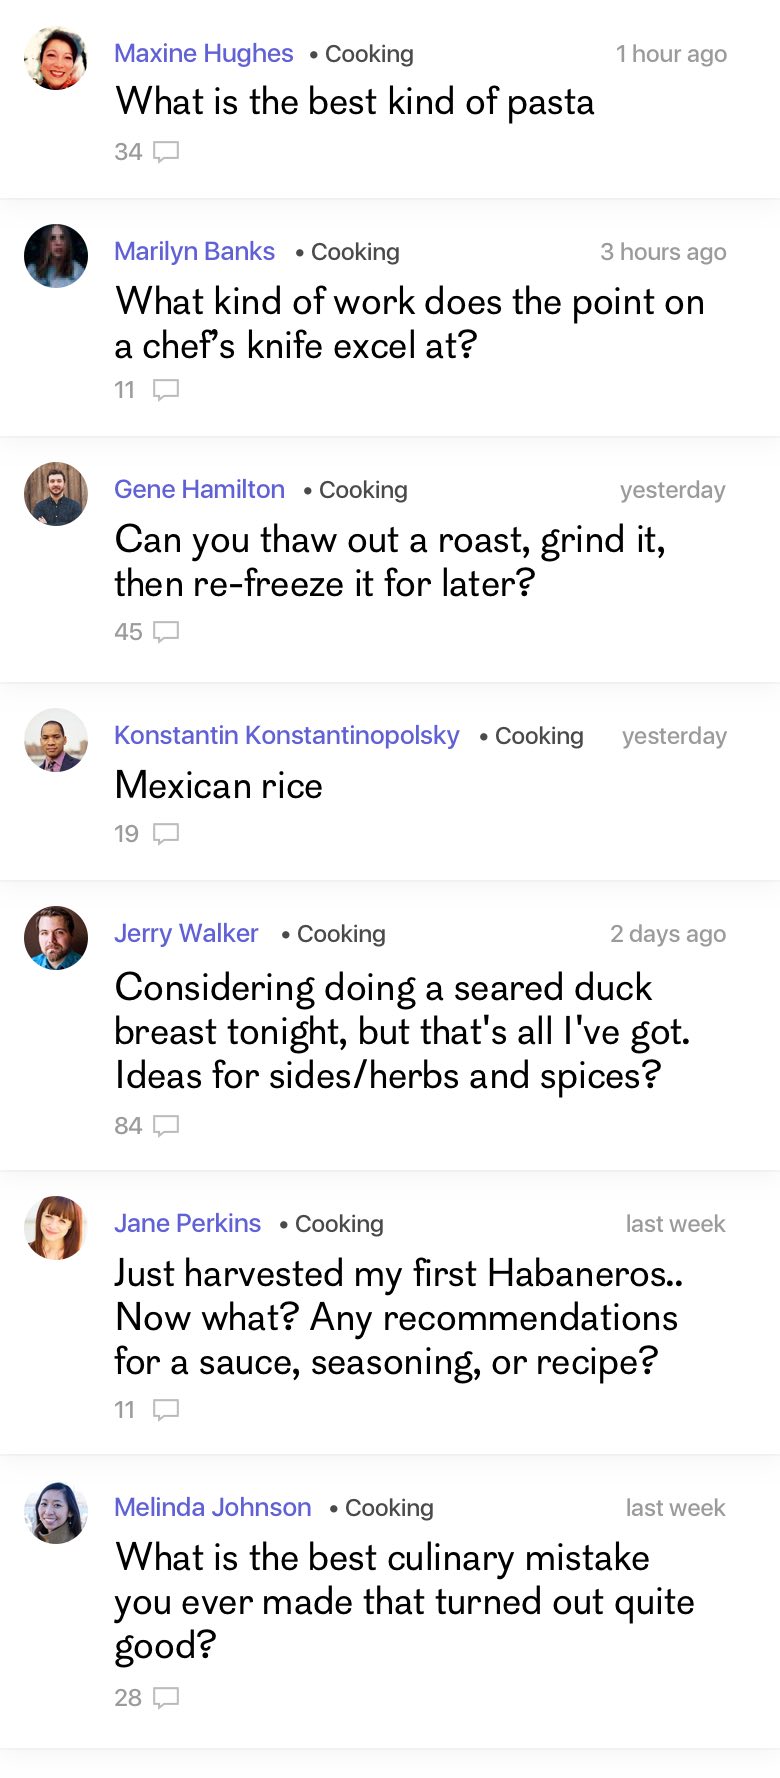 Maxine Hughes • Cooking 1 hour ago
What is the best kind of pasta
34
Marilyn Banks • Cooking 3 hours ago
What kind of work does the point on
a chef’s knife excel at?
11
Gene Hamilton • Cooking yesterday
Can you thaw out a roast, grind it,
then re-freeze it for later?
45
Konstantin Konstantinopolsky • Cooking yesterday
Mexican rice
19
Jerry Walker • Cooking 2 days ago
Considering doing a seared duck
breast tonight, but that's all I've got.
Ideas for sides/herbs and spices?
84
Jane Perkins • Cooking last week
Just harvested my first Habaneros..
Now what? Any recommendations
for a sauce, seasoning, or recipe?
11
Melinda Johnson • Cooking last week
What is the best culinary mistake
you ever made that turned out quite
good?
28